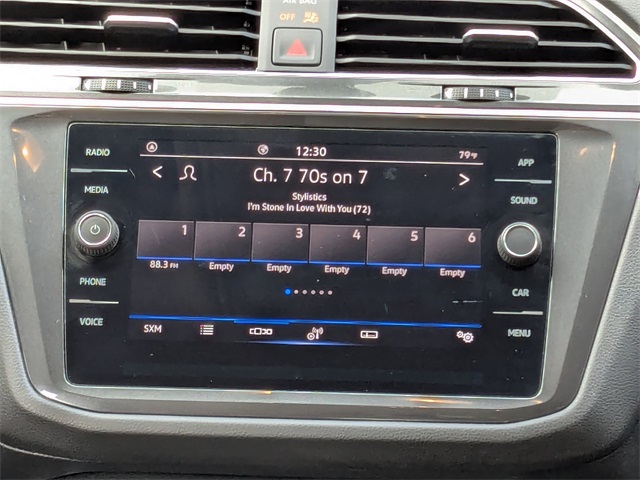 AIR BAG
OFF
RADIO
MEDIA
PHONE
VOICE
12:30
79°F
Ch. 7 70s on 7
Stylistics
I'm Stone In Love With You (72)
1 2 3 4 5 6
88.3 FM Empty Empty Empty Empty Empty
SXM
APP
SOUND
CAR
MENU